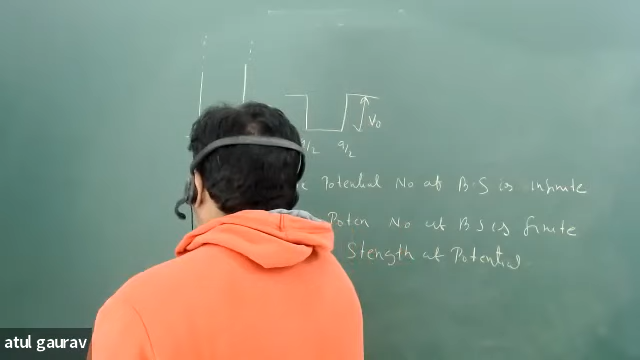 V₀
a/2 a/2
Potential No of B.S is infinite
Poten No of B.S is finite
Stength of Potential
atul gaurav